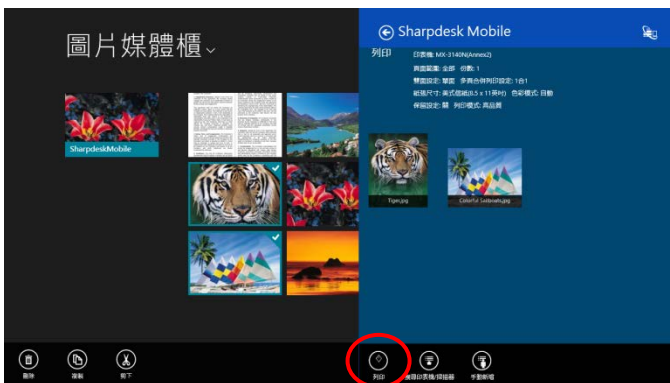 圖片媒體櫃
SharpdeskMobile
刪除
複製
剪下
Sharpdesk Mobile
列印
印表機: MX-3140N(Annex2)
頁面範圍: 全部 份數: 1
雙面設定: 單面 多頁合併列印設定: 1合1
紙張尺寸: 美式信紙(8.5 x 11英吋) 色彩模式: 自動
保留設定: 關 列印模式: 高品質
Tiger.jpg
Colorful Sailboats.jpg
列印
搜尋印表機/掃描器
手動新增